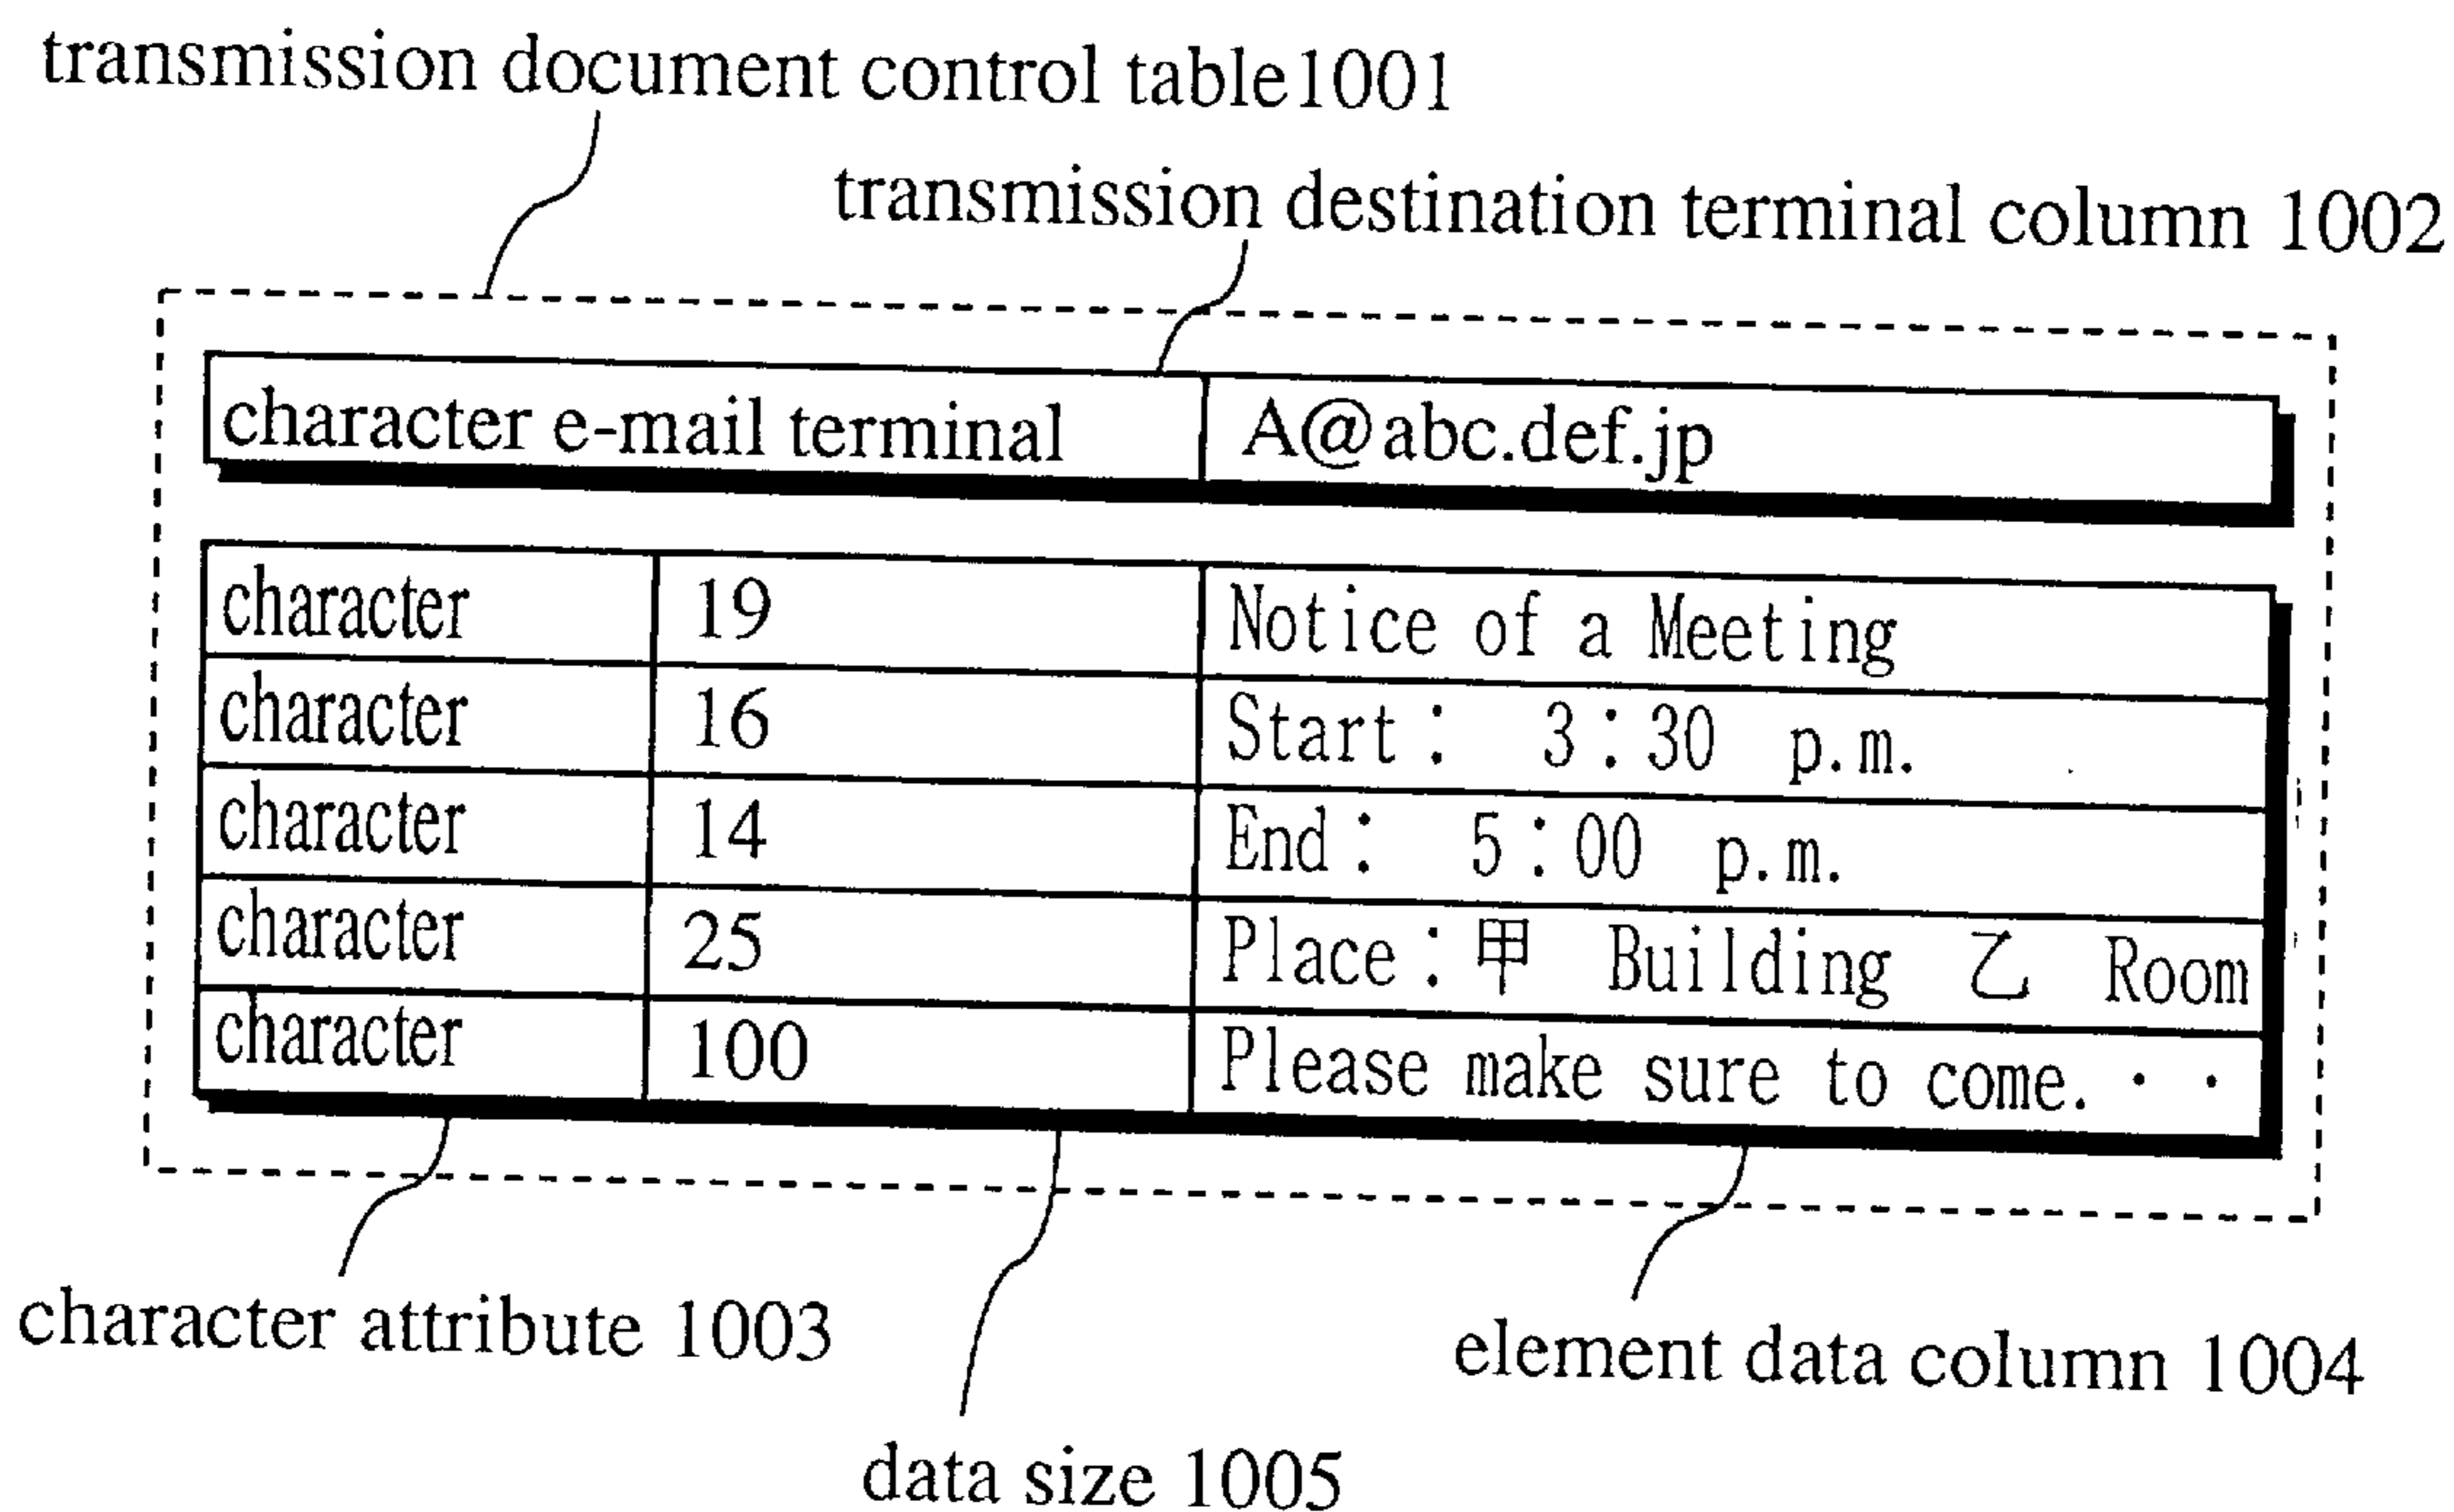 transmission document control table1001
transmission destination terminal column 1002
character e-mail terminal A@abc.def.jp
character 19 Notice of a Meeting
character 16 Start： 3：30 p.m.
character 14 End： 5：00 p.m.
character 25 Place：甲 Building 乙 Room
character 100 Please make sure to come.・・
character attribute 1003
element data column 1004
data size 1005